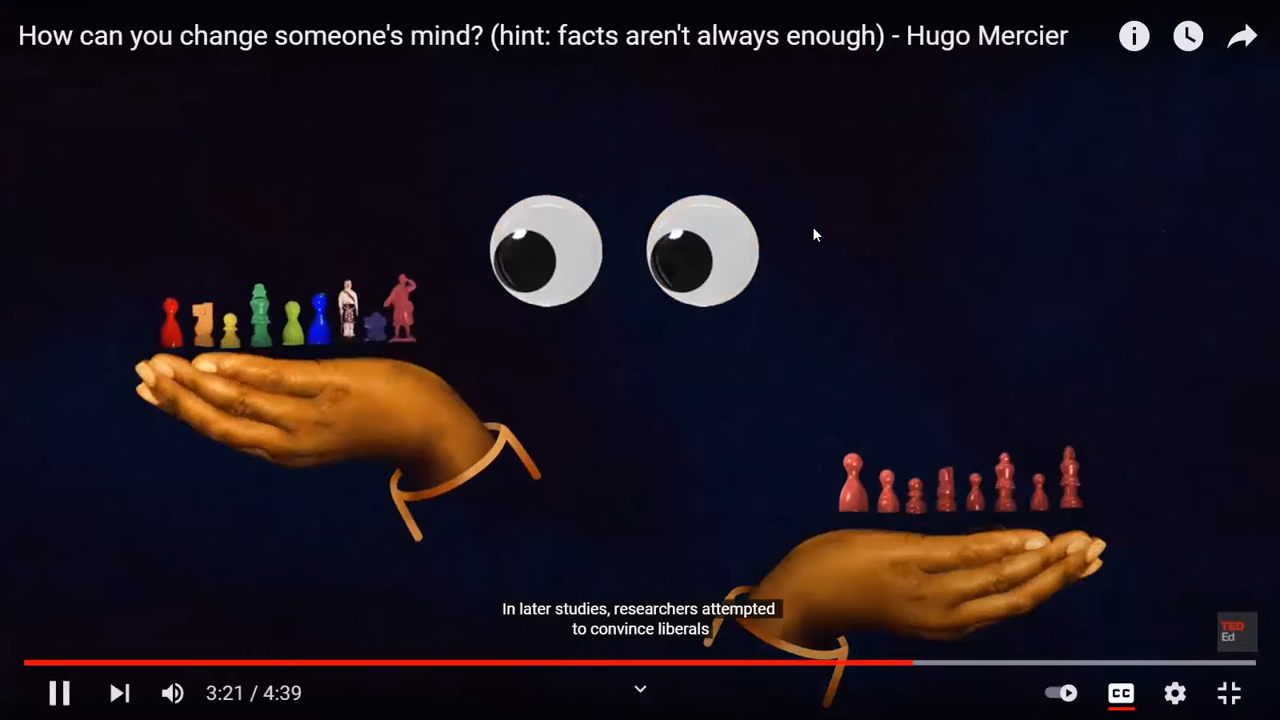 How can you change someone's mind? (hint: facts aren't always enough) - Hugo Mercier
In later studies, researchers attempted
to convince liberals
TED
Ed
3:21 / 4:39
CC